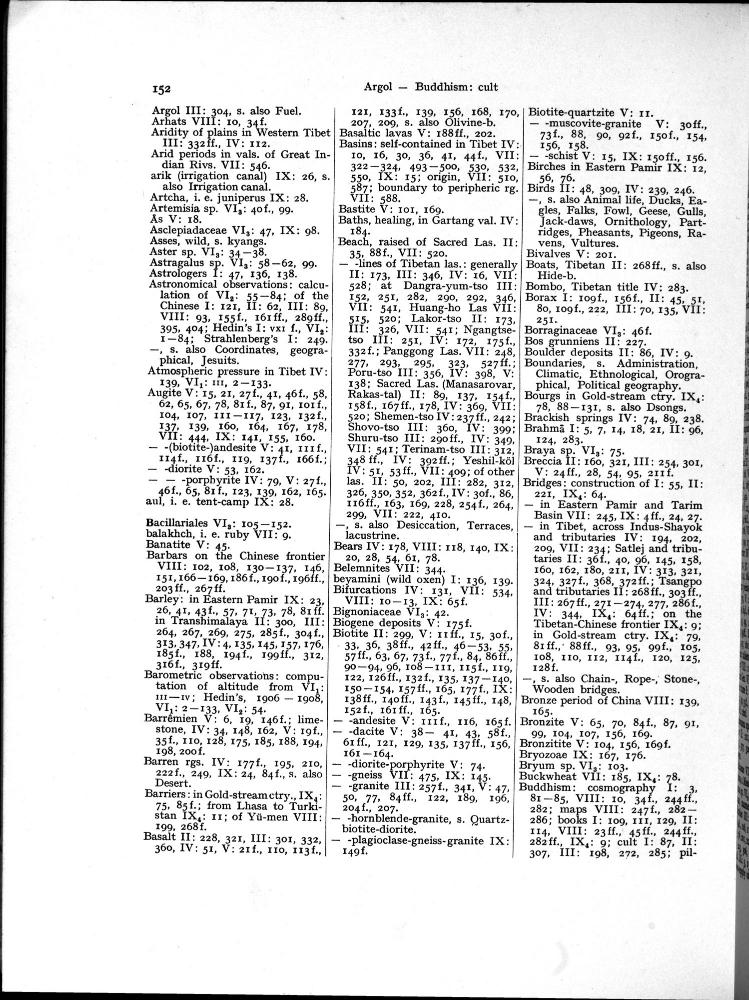 152
Argol — Buddhism: cult
Argol III: 304, s. also Fuel.
Arhats VIII: 10, 34f.
Aridity of plains in Western Tibet
III: 332ff., IV: 112.
Arid periods in vals. of Great In-
dian Rivs. VII: 546.
arik (irrigation canal) IX: 26, s.
also Irrigation canal.
Artcha, i. e. juniperus IX: 28.
Artemisia sp. VI₃: 40f., 99.
As V: 18.
Asclepiadaceae VI₃: 47, IX: 98.
Asses, wild, s. kyangs.
Aster sp. VI₃: 34—38.
Astragalus sp. VI₃: 58—62, 99.
Astrologers I: 47, 136, 138.
Astronomical observations: calcu-
lation of VI₂: 55—84; of the
Chinese I: 121, II: 62, III: 89,
VIII: 93, 155f., 161ff., 289ff.,
395, 404; Hedin's I: VXI f., VI₂:
1—84; Strahlenberg's I: 249.
—, s. also Coordinates, geogra-
phical, Jesuits.
Atmospheric pressure in Tibet IV:
139, VI₁: III, 2—133.
Augite V: 15, 21, 27f., 41, 46f., 58,
62, 65, 67, 78, 81f., 87, 91, 101f.,
104, 107, 111—117, 123, 132f.,
137, 139, 160, 164, 167, 178,
VII: 444, IX: 141, 155, 160.
— -(biotite-)andesite V: 41, 111f.,
114f., 116f., 119, 137f., 166f.;
— -diorite V: 53, 162.
— — -porphyrite IV: 79, V: 27f.,
46f., 65, 81f., 123, 139, 162, 165.
aul, i. e. tent-camp IX: 28.
Bacillariales VI₃: 105—152.
balakhch, i. e. ruby VII: 9.
Banatite V: 45.
Barbars on the Chinese frontier
VIII: 102, 108, 130—137, 146,
151, 166—169, 186f., 190f., 196ff.,
203ff., 267ff.
Barley: in Eastern Pamir IX: 23,
26, 41, 43f., 57, 71, 73, 78, 81ff.
in Transhimalaya II: 300, III:
264, 267, 269, 275, 285f., 304f.,
313, 347, IV: 4, 135, 145, 157, 176,
185f., 188, 194f., 199ff., 312,
316f., 319ff.
Barometric observations: compu-
tation of altitude from VI₁:
III—IV; Hedin's, 1906 — 1908,
VI₁: 2—133, VI₂: 54.
Barrêmien V: 6, 19, 146f.; lime-
stone, IV: 34, 148, 162, V: 19f.,
35f., 110, 128, 175, 185, 188, 194,
198, 200f.
Barren rgs. IV: 177f., 195, 210,
222f., 249, IX: 24, 84f., s. also
Desert.
Barriers: in Gold-stream ctry., IX₄:
75, 85f.; from Lhasa to Turki-
stan IX₄: 11; of Yü-men VIII:
199, 268f.
Basalt II: 228, 321, III: 301, 332,
360, IV: 51, V: 21f., 110, 113f.,
121, 133f., 139, 156, 168, 170,
207, 209, s. also Olivine-b.
Basaltic lavas V: 188ff., 202.
Basins: self-contained in Tibet IV:
10, 16, 30, 36, 41, 44f., VII:
322—324, 493—500, 530, 532,
550, IX: 15; origin, VII: 510,
587; boundary to peripheric rg.
VII: 588.
Bastite V: 101, 169.
Baths, healing, in Gartang val. IV:
184.
Beach, raised of Sacred Las. II:
35, 88f., VII: 520.
— -lines of Tibetan las.: generally
II: 173, III: 346, IV: 16, VII:
528; at Dangra-yum-tso III:
152, 251, 282, 290, 292, 346,
VII: 541, Huang-ho Las VII:
515, 520; Lakor-tso II: 173,
III: 326, VII: 541; Ngangtse-
tso III: 251, IV: 172, 175f.,
332f.; Panggong Las. VII: 248,
277, 293, 295, 323, 527ff.;
Poru-tso III: 356, IV: 398, V:
138; Sacred Las. (Manasarovar,
Rakas-tal) II: 89, 137, 154f.,
158f., 167ff., 178, IV: 369, VII:
520; Shemen-tso IV: 237ff., 242;
Shovo-tso III: 360, IV: 399;
Shuru-tso III: 290ff., IV: 349,
VII: 541; Terinam-tso III: 312,
348 ff., IV: 392ff.; Yeshil-köl
IV: 51, 53ff., VII: 409; of other
las. II: 50, 202, III: 282, 312,
326, 350, 352, 362f., IV: 30f., 86,
116ff., 163, 169, 228, 254f., 264,
299, VII: 222, 410.
—, s. also Desiccation, Terraces,
lacustrine.
Bears IV: 178, VIII: 118, 140, IX:
20, 28, 54, 61, 78.
Belemnites VII: 344.
beyamini (wild oxen) I: 136, 139.
Bifurcations IV: 131, VII: 534,
VIII: 10—13, IX: 65f.
Bignoniaceae VI₃: 42.
Biogene deposits V: 175f.
Biotite II: 299, V: 11ff., 15, 30f.,
33, 36, 38ff., 42ff., 46—53, 55,
57ff., 63, 67, 73f., 77f., 84, 86ff.,
90—94, 96, 108—111, 115f., 119,
122, 126ff., 132f., 135, 137—140,
150—154, 157ff., 165, 177f., IX:
138ff., 140ff., 143f., 145ff., 148,
152f., 161ff., 165.
— -andesite V: 111f., 116, 165f.
— -dacite V: 38— 41, 43, 58f.,
61ff., 121, 129, 135, 137ff., 156,
161—164.
— -diorite-porphyrite V: 74.
— -gneiss VII: 475, IX: 145.
— -granite III: 257f., 341, V: 47,
50, 77, 84ff., 122, 189, 196,
204f., 207.
— -hornblende-granite, s. Quartz-
biotite-diorite.
— -plagioclase-gneiss-granite IX:
149f.
Biotite-quartzite V: 11.
— -muscovite-granite V: 30ff.,
73f., 88, 90, 92f., 150f., 154,
156, 158.
— -schist V: 15, IX: 150ff., 156.
Birches in Eastern Pamir IX: 12,
56, 76.
Birds II: 48, 309, IV: 239, 246.
—, s. also Animal life, Ducks, Ea-
gles, Falks, Fowl, Geese, Gulls,
Jack-daws, Ornithology, Part-
ridges, Pheasants, Pigeons, Ra-
vens, Vultures.
Bivalves V: 201.
Boats, Tibetan II: 268ff., s. also
Hide-b.
Bombo, Tibetan title IV: 283.
Borax I: 109f., 156f., II: 45, 51,
80, 109f., 222, III: 70, 135, VII:
251.
Borraginaceae VI₃: 46f.
Bos grunniens II: 227.
Boulder deposits II: 86, IV: 9.
Boundaries, s. Administration,
Climatic, Ethnological, Orogra-
phical, Political geography.
Bourgs in Gold-stream ctry. IX₄:
78, 88—131, s. also Dsongs.
Brackish springs IV: 74, 89, 238.
Brahmā I: 5, 7, 14, 18, 21, II: 96,
124, 283.
Braya sp. VI₃: 75.
Breccia II: 160, 321, III: 254, 301,
V: 24ff., 28, 54, 95, 211f.
Bridges: construction of I: 55, II:
221, IX₄: 64.
— in Eastern Pamir and Tarim
Basin VII: 245, IX: 4ff., 24, 27.
— in Tibet, across Indus-Shayok
and tributaries IV: 194, 202,
209, VII: 234; Satlej and tribu-
taries II: 36f., 40, 96, 145, 158,
160, 162, 180, 211, IV: 313, 321,
324, 327f., 368, 372ff.; Tsangpo
and tributaries II: 268ff., 303ff.,
III: 267ff., 271—274, 277, 286f.,
IV: 344, IX₄: 64ff.; on the
Tibetan-Chinese frontier IX₄: 9;
in Gold-stream ctry. IX₄: 79,
81ff., 88ff., 93, 95, 99f., 105,
108, 110, 112, 114f., 120, 125,
128f.
—, s. also Chain-, Rope-, Stone-,
Wooden bridges.
Bronze period of China VIII: 139,
165.
Bronzite V: 65, 70, 84f., 87, 91,
99, 104, 107, 156, 169.
Bronzitite V: 104, 156, 169f.
Bryozoae IX: 167, 176.
Bryum sp. VI₃: 103.
Buckwheat VII: 185, IX₄: 78.
Buddhism: cosmography I: 3,
81—85, VIII: 10, 34f., 244ff.,
282; maps VIII: 247f., 282—
286; books I: 109, 111, 129, II:
114, VIII: 23ff., 45ff., 244ff.,
282ff., IX₄: 9; cult I: 87, II:
307, III: 198, 272, 285; pil-